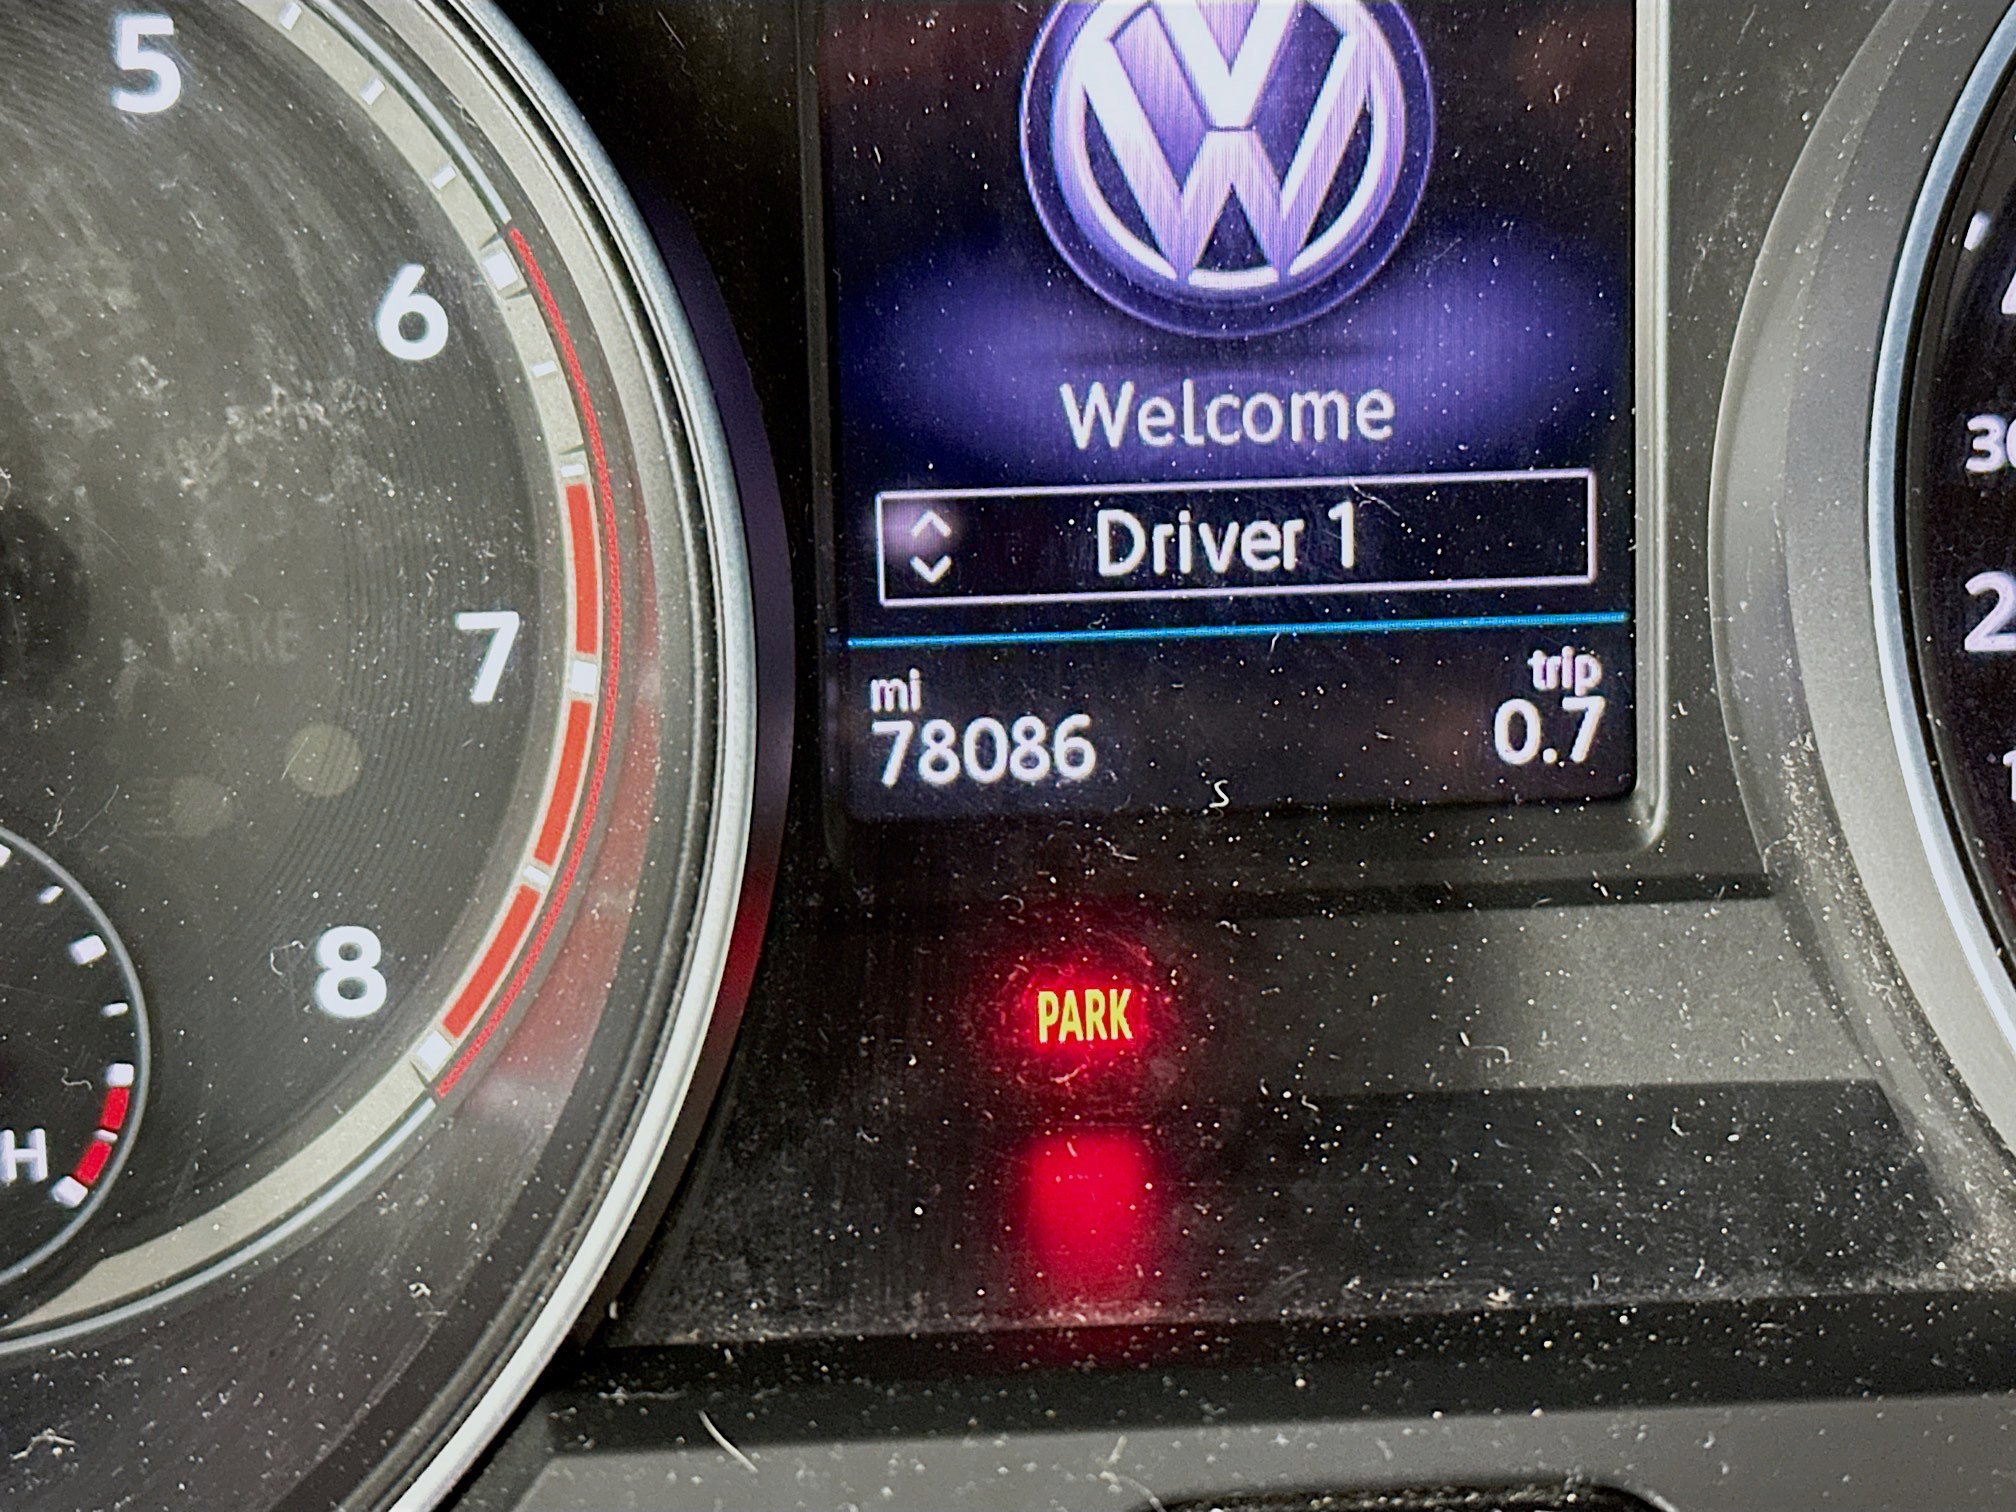 5
6
7
8
H
Welcome
Driver 1
mi
trip
78086
0.7
PARK